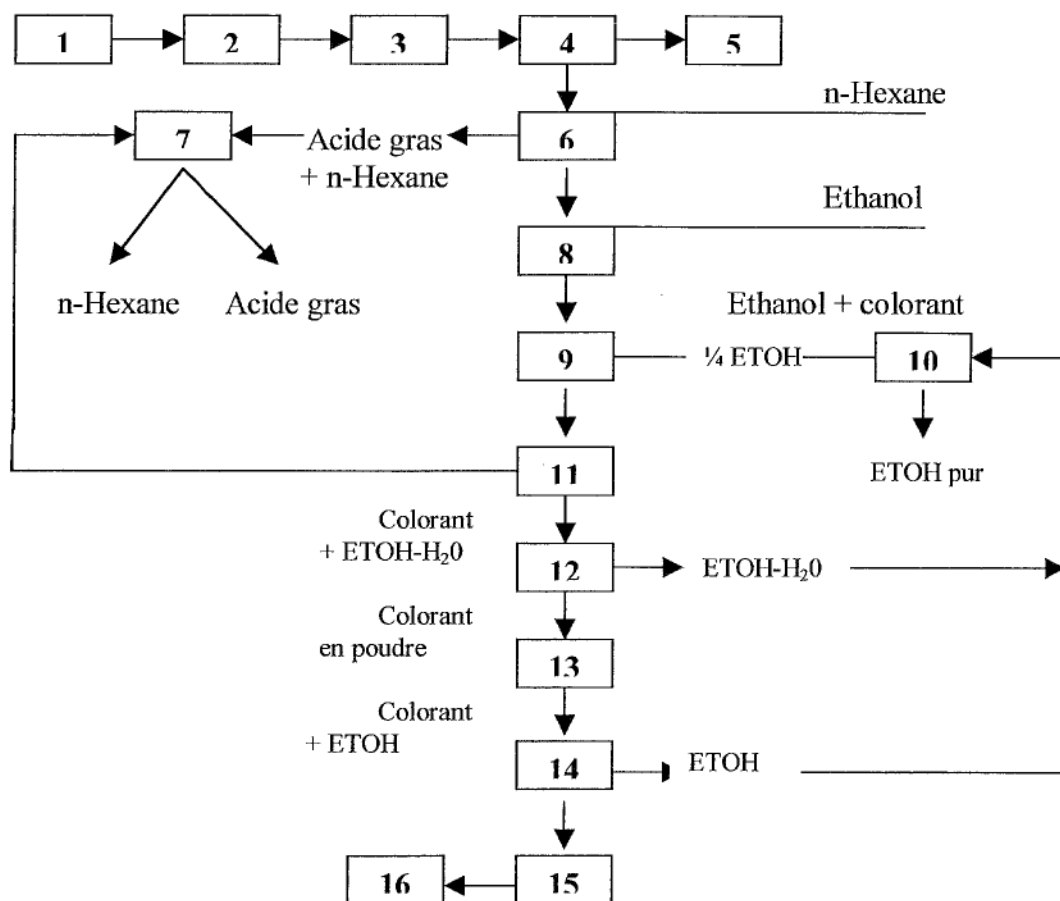 1
2
3
4
5
n-Hexane
7
Acide gras
+ n-Hexane
6
Ethanol
8
n-Hexane
Acide gras
Ethanol + colorant
9
¼ ETOH
10
11
ETOH pur
Colorant
+ ETOH-H₂0
12
ETOH-H₂0
Colorant
en poudre
13
Colorant
+ ETOH
14
ETOH
16
15